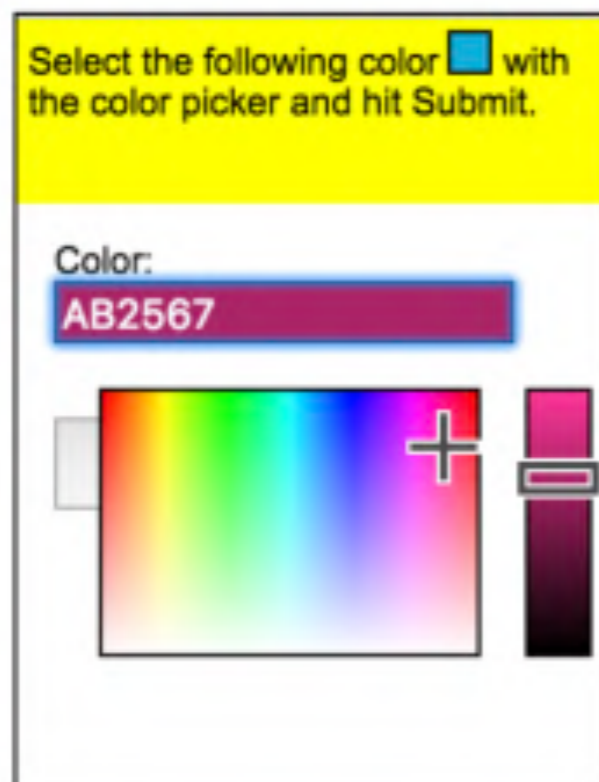 Select the following color with
the color picker and hit Submit.
Color:
AB2567